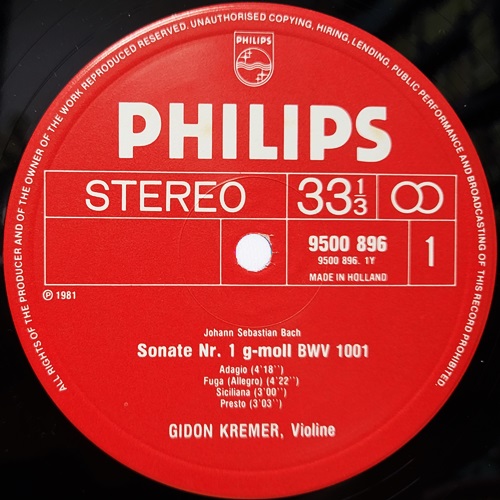 ALL RIGHTS OF THE PRODUCER AND OF THE OWNER OF THE WORK REPRODUCED RESERVED. UNAUTHORISED COPYING, HIRING, LENDING, PUBLIC PERFORMANCE AND BROADCASTING OF THIS RECORD PROHIBITED.
PHILIPS
PHILIPS
STEREO
33 1/3
9500 896
9500 896. 1Y
MADE IN HOLLAND
1
℗ 1981
Johann Sebastian Bach
Sonate Nr. 1 g-moll BWV 1001
Adagio (4'18'')
Fuga (Allegro) (4'22'')
Siciliana (3'00'')
Presto (3'03'')
GIDON KREMER, Violine